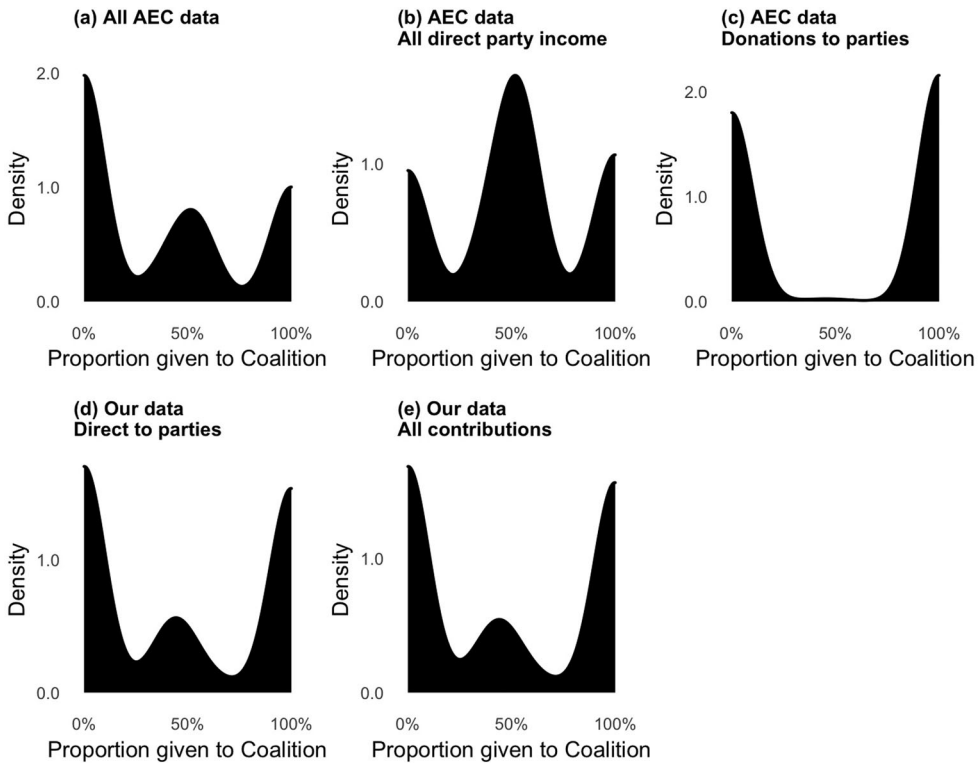 (a) All AEC data
2.0
1.0
0.0
Density
0%
50%
100%
Proportion given to Coalition
(b) AEC data
All direct party income
1.0
0.0
Density
0%
50%
100%
Proportion given to Coalition
(c) AEC data
Donations to parties
2.0
1.0
0.0
Density
0%
50%
100%
Proportion given to Coalition
(d) Our data
Direct to parties
1.0
0.0
Density
0%
50%
100%
Proportion given to Coalition
(e) Our data
All contributions
1.0
0.0
Density
0%
50%
100%
Proportion given to Coalition